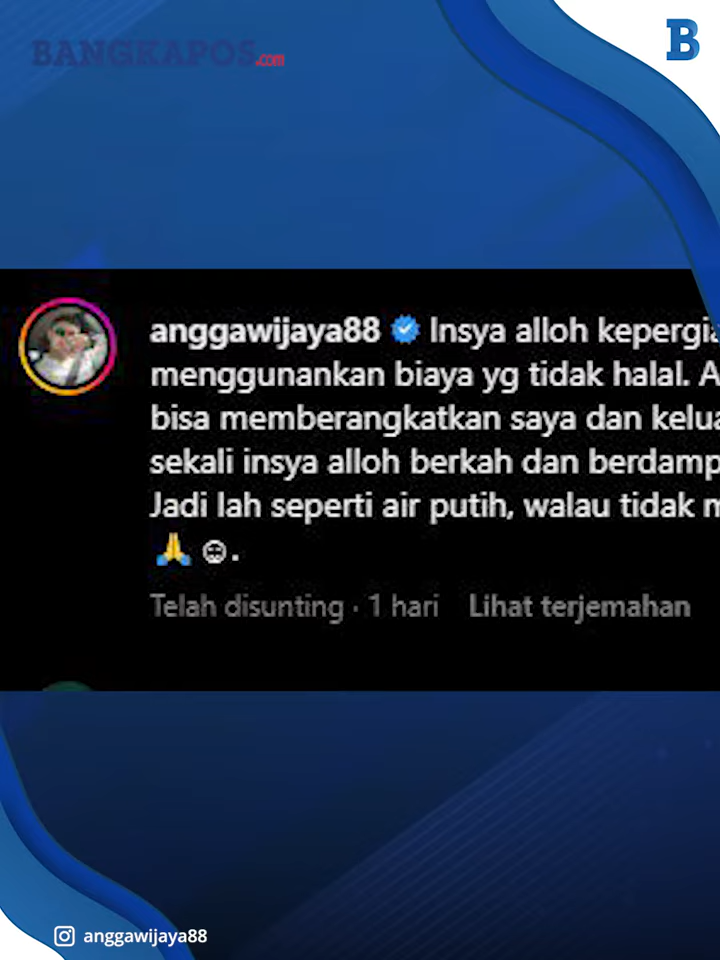 BANGKAPOS.com
B
anggawijaya88 Insya alloh kepergia
menggunankan biaya yg tidak halal. A
bisa memberangkatkan saya dan kelua
sekali insya alloh berkah dan berdamp
Jadi lah seperti air putih, walau tidak m
🙏 ☺.
Telah disunting · 1 hari Lihat terjemahan
anggawijaya88